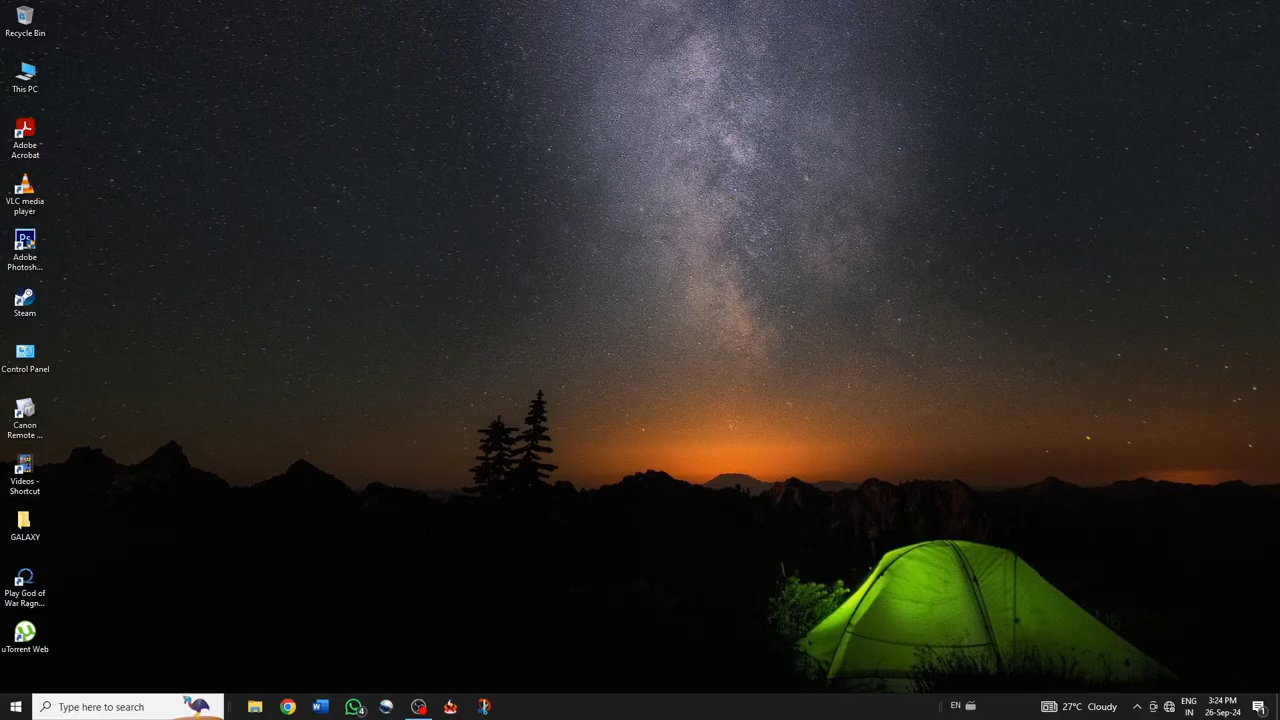 Recycle Bin
This PC
Adobe
Acrobat
VLC media
player
Adobe
Photosh...
Steam
Control Panel
Canon
Remote ...
Videos -
Shortcut
GALAXY
Play God of
War Ragn...
uTorrent Web
Type here to search
4
EN
27°C Cloudy
ENG
IN
3:24 PM
26-Sep-24
1